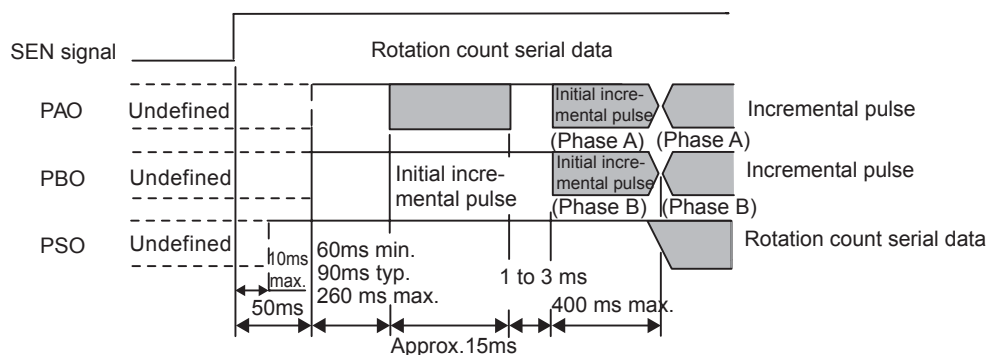 SEN signal
Rotation count serial data
PAO
Undefined
Initial incre-
mental pulse
(Phase A)
(Phase A)
Incremental pulse
PBO
Undefined
Initial incre-
mental pulse
Initial incre-
mental pulse
(Phase B)
(Phase B)
Incremental pulse
PSO
Undefined
Rotation count serial data
10ms
max.
60ms min.
90ms typ.
260 ms max.
1 to 3 ms
50ms
400 ms max.
Approx.15ms